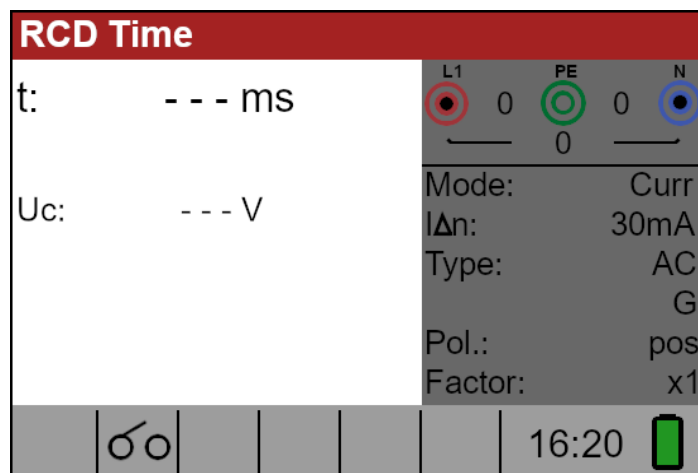 RCD Time
t: - - - ms
Uc: - - - V
L1 PE N
0 0
0
Mode: Curr
IΔn: 30mA
Type: AC
G
Pol.: pos
Factor: x1
16:20